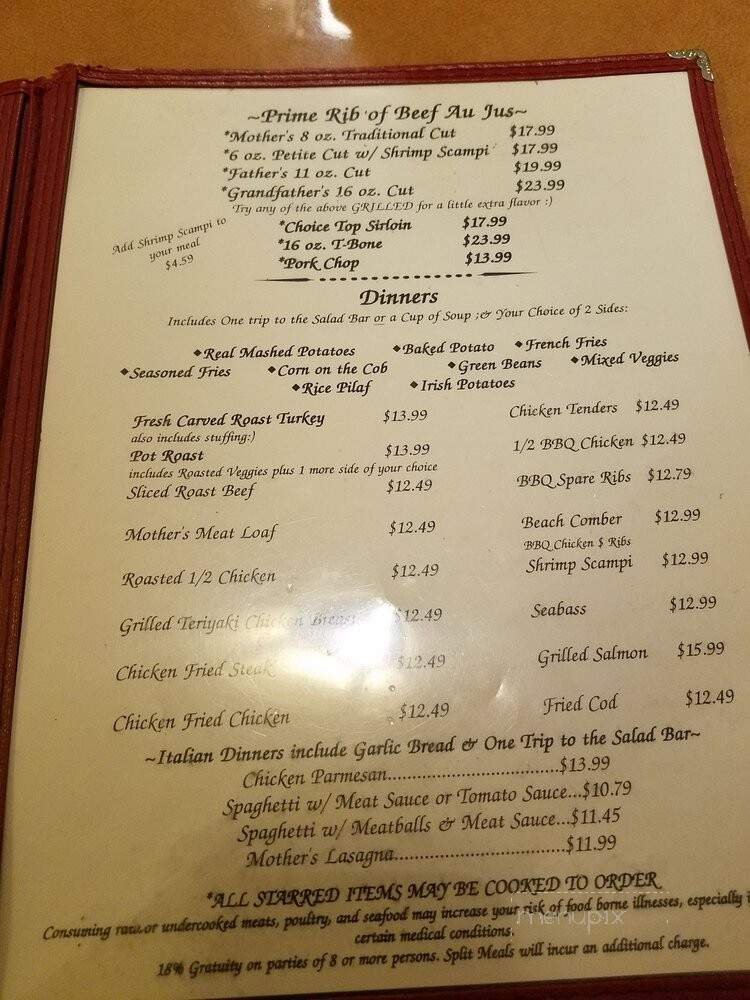 ~Prime Rib of Beef Au Jus~
*Mother's 8 oz. Traditional Cut $17.99
*6 oz. Petite Cut w/ Shrimp Scampi $17.99
*Father's 11 oz. Cut $19.99
*Grandfather's 16 oz. Cut $23.99
Try any of the above GRILLED for a little extra flavor :)
Add Shrimp Scampi to
your meal
$4.59
*Choice Top Sirloin $17.99
*16 oz. T-Bone $23.99
*Pork Chop $13.99
Dinners
Includes One trip to the Salad Bar or a Cup of Soup ;& Your Choice of 2 Sides:
◆Real Mashed Potatoes ◆Baked Potato ◆French Fries
◆Seasoned Fries ◆Corn on the Cob ◆Green Beans ◆Mixed Veggies
◆Rice Pilaf ◆Irish Potatoes
Fresh Carved Roast Turkey $13.99
also includes stuffing:)
Pot Roast $13.99
includes Roasted Veggies plus 1 more side of your choice
Sliced Roast Beef $12.49
Mother's Meat Loaf $12.49
Roasted 1/2 Chicken $12.49
Grilled Teriyaki Chicken Breast $12.49
Chicken Fried Steak $12.49
Chicken Fried Chicken $12.49
Chicken Tenders $12.49
1/2 BBQ Chicken $12.49
BBQ Spare Ribs $12.79
Beach Comber $12.99
BBQ Chicken $ Ribs
Shrimp Scampi $12.99
Seabass $12.99
Grilled Salmon $15.99
Fried Cod $12.49
~Italian Dinners include Garlic Bread & One Trip to the Salad Bar~
Chicken Parmesan.................................$13.99
Spaghetti w/ Meat Sauce or Tomato Sauce...$10.79
Spaghetti w/ Meatballs & Meat Sauce...$11.45
Mother's Lasagna.................................$11.99
*ALL STARRED ITEMS MAY BE COOKED TO ORDER
Consuming raw or undercooked meats, poultry, and seafood may increase your risk of food borne illnesses, especially
certain medical conditions.
18% Gratuity on parties of 8 or more persons. Split Meals will incur an additional charge.
menupix